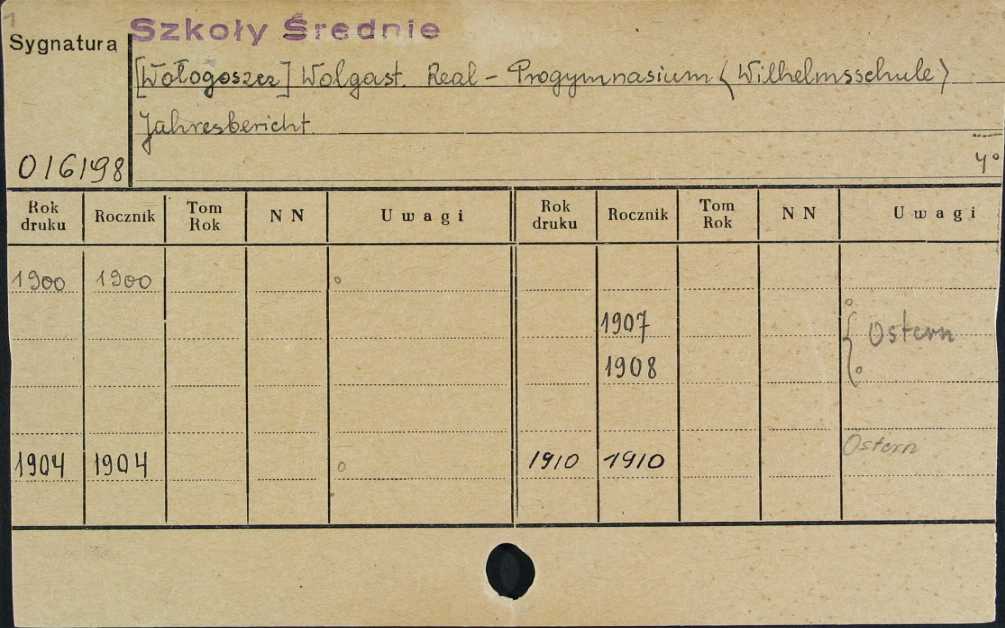 1
Szkoły Średnie
Sygnatura
[Wołogoszcz] Wolgast. Real - Progymnasium (Wilhelmsschule)
Jahresbericht.
016198
4°
Rok druku Rocznik Tom Rok N N Uwagi Rok druku Rocznik Tom Rok N N Uwagi
1900 1900 o
1907 o Ostern
1908 o
1904 1904 o 1910 1910 Ostern